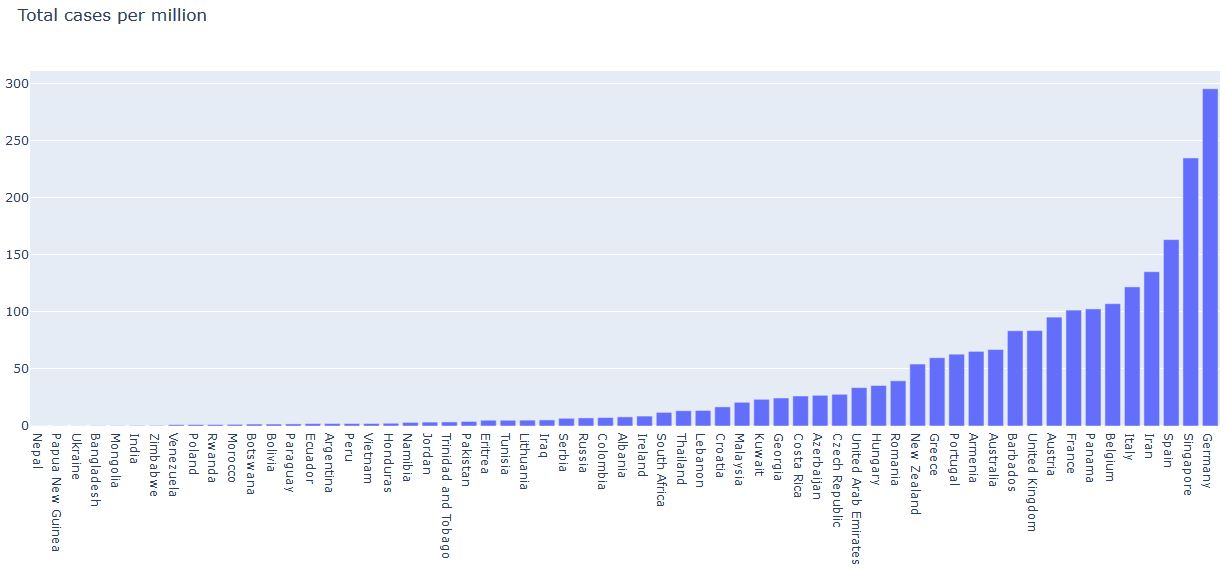 Total cases per million
300
250
200
150
100
50
0
Nepal
Papua New Guinea
Ukraine
Bangladesh
Mongolia
India
Zimbabwe
Venezuela
Poland
Rwanda
Morocco
Botswana
Bolivia
Paraguay
Ecuador
Argentina
Peru
Vietnam
Honduras
Namibia
Jordan
Trinidad and Tobago
Pakistan
Eritrea
Tunisia
Lithuania
Iraq
Serbia
Russia
Colombia
Albania
Ireland
South Africa
Thailand
Lebanon
Croatia
Malaysia
Kuwait
Georgia
Costa Rica
Azerbaijan
Czech Republic
United Arab Emirates
Hungary
Romania
New Zealand
Greece
Portugal
Armenia
Australia
Barbados
United Kingdom
Austria
France
Panama
Belgium
Italy
Iran
Spain
Singapore
Germany